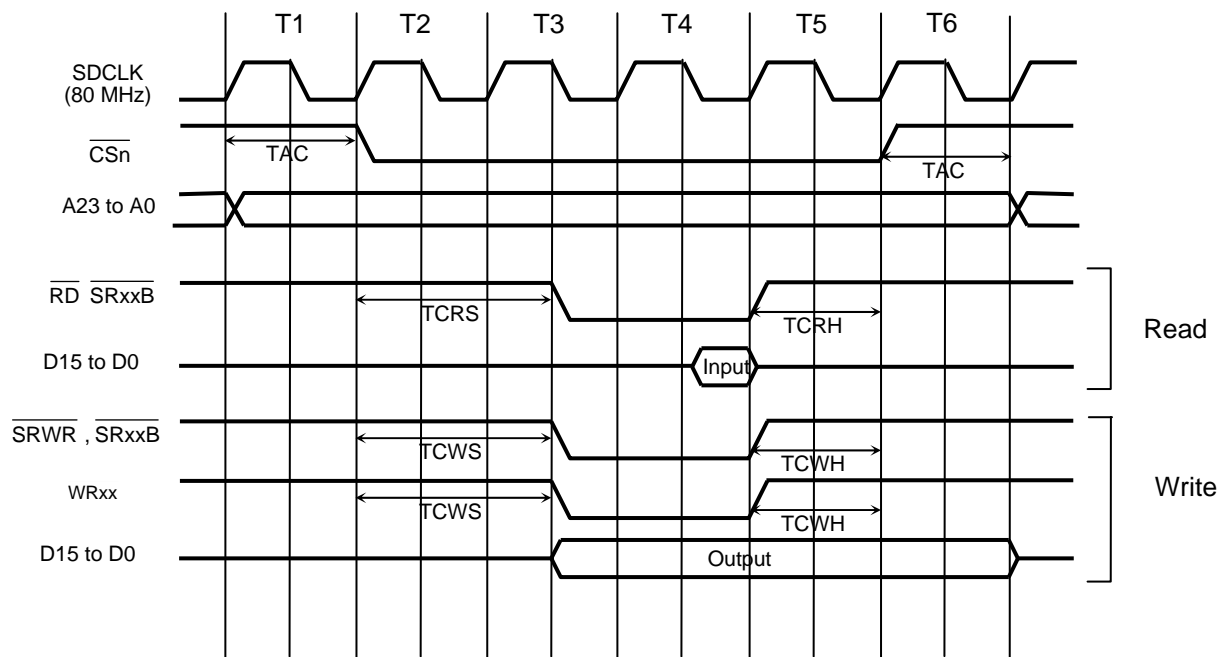 T1 T2 T3 T4 T5 T6
SDCLK
(80 MHz)
CSn
TAC TAC
A23 to A0
RD SRxxB
TCRS TCRH
Read
D15 to D0
Input
SRWR , SRxxB
TCWS TCWH
WRxx
Write
TCWS TCWH
D15 to D0
Output